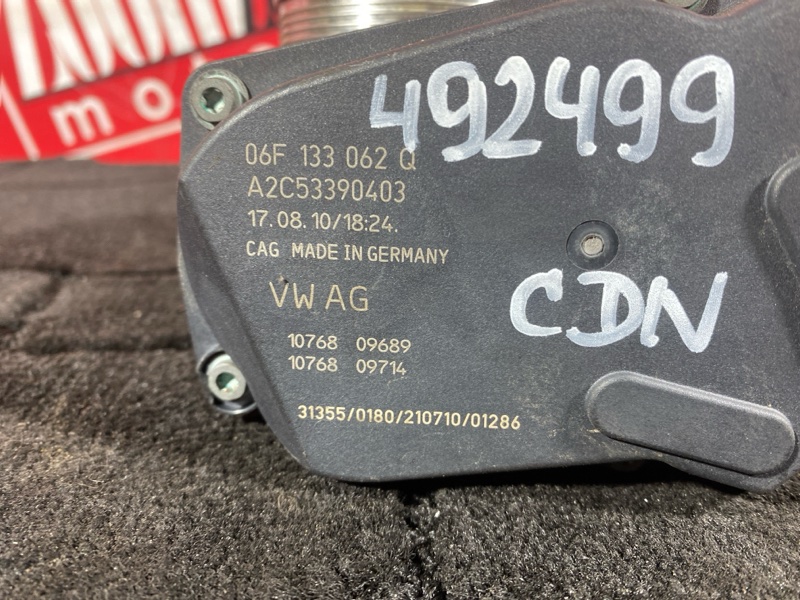 moto
492499
06F 133 062 Q
A2C53390403
17.08.10/18:24.
CAG MADE IN GERMANY
VW AG
CDN
10768 09689
10768 09714
31355/0180/210710/01286